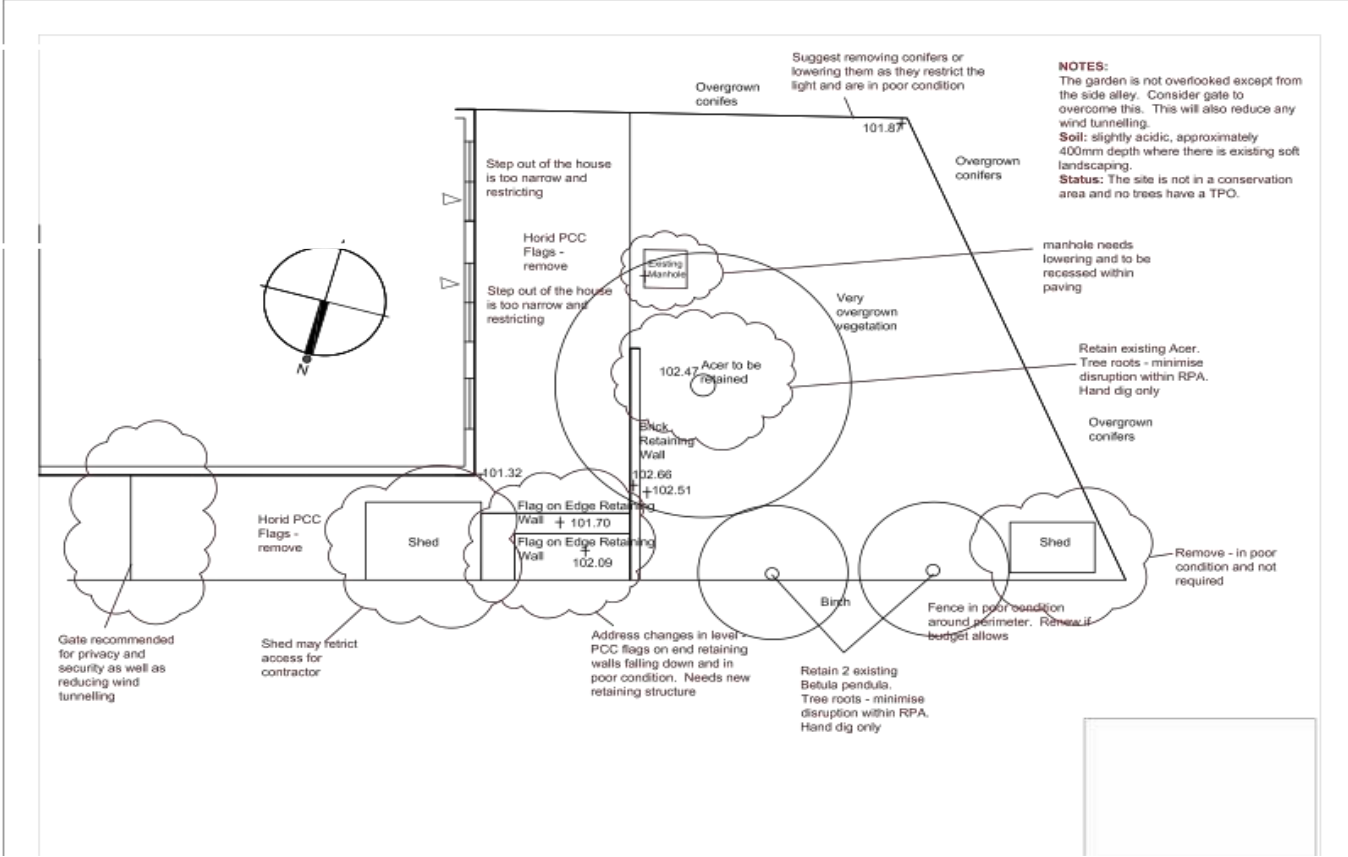 Suggest removing conifers or
lowering them as they restrict the
light and are in poor condition
Overgrown
conifes
NOTES:
The garden is not overlooked except from
the side alley. Consider gate to
overcome this. This will also reduce any
wind tunnelling.
Soil: slightly acidic, approximately
400mm depth where there is existing soft
landscaping.
Status: The site is not in a conservation
area and no trees have a TPO.
101.87
Overgrown
conifers
Step out of the house
is too narrow and
restricting
Horid PCC
Flags -
remove
Existing
Manhole
manhole needs
lowering and to be
recessed within
paving
Step out of the house
is too narrow and
restricting
Very
overgrown
vegetation
N
102.47
Acer to be
retained
Retain existing Acer.
Tree roots - minimise
disruption within RPA.
Hand dig only
Overgrown
conifers
Brick
Retaining
Wall
101.32
102.66
102.51
Flag on Edge Retaining
Wall
101.70
Flag on Edge Retaining
Wall
102.09
Horid PCC
Flags -
remove
Shed
Shed
Remove - in poor
condition and not
required
Birch
Fence in poor condition
around perimeter. Renew if
budget allows
Gate recommended
for privacy and
security as well as
reducing wind
tunnelling
Shed may retrict
access for
contractor
Address changes in level -
PCC flags on end retaining
walls falling down and in
poor condition. Needs new
retaining structure
Retain 2 existing
Betula pendula.
Tree roots - minimise
disruption within RPA.
Hand dig only